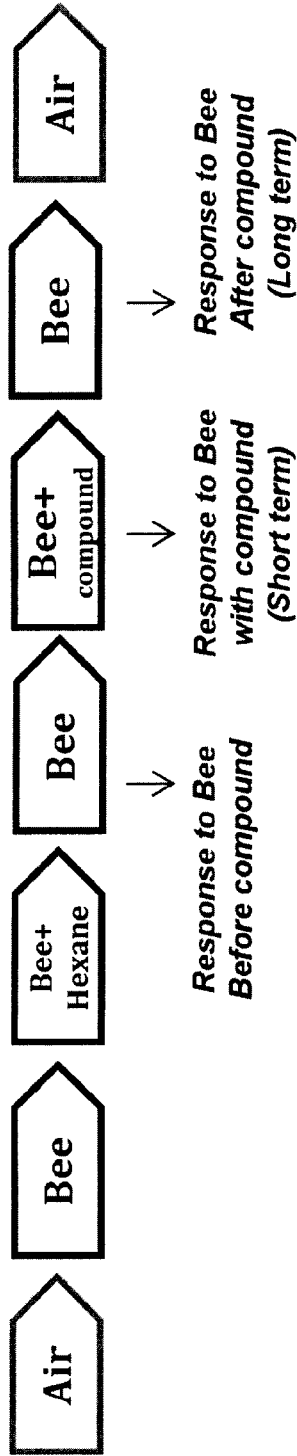 Air
Bee
Bee+
Hexane
Bee
Bee+
compound
Bee
Air
Response to Bee
Before compound
Response to Bee
with compound
(Short term)
Response to Bee
After compound
(Long term)